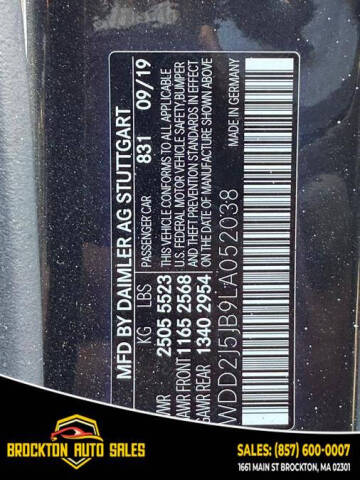 MFD BY DAIMLER AG STUTTGART
KG LBS PASSENGER CAR 831 09/19
VWR 2505 5523 THIS VEHICLE CONFORMS TO ALL APPLICABLE
GAWR FRONT 1165 2568 U.S. FEDERAL MOTOR VEHICLE SAFETY, BUMPER
GAWR REAR 1340 2954 AND THEFT PREVENTION STANDARDS IN EFFECT
ON THE DATE OF MANUFACTURE SHOWN ABOVE
WDD2J5JB9LA052038 MADE IN GERMANY
BROCKTON AUTO SALES
SALES: (857) 600-0007
1661 MAIN ST BROCKTON, MA 02301